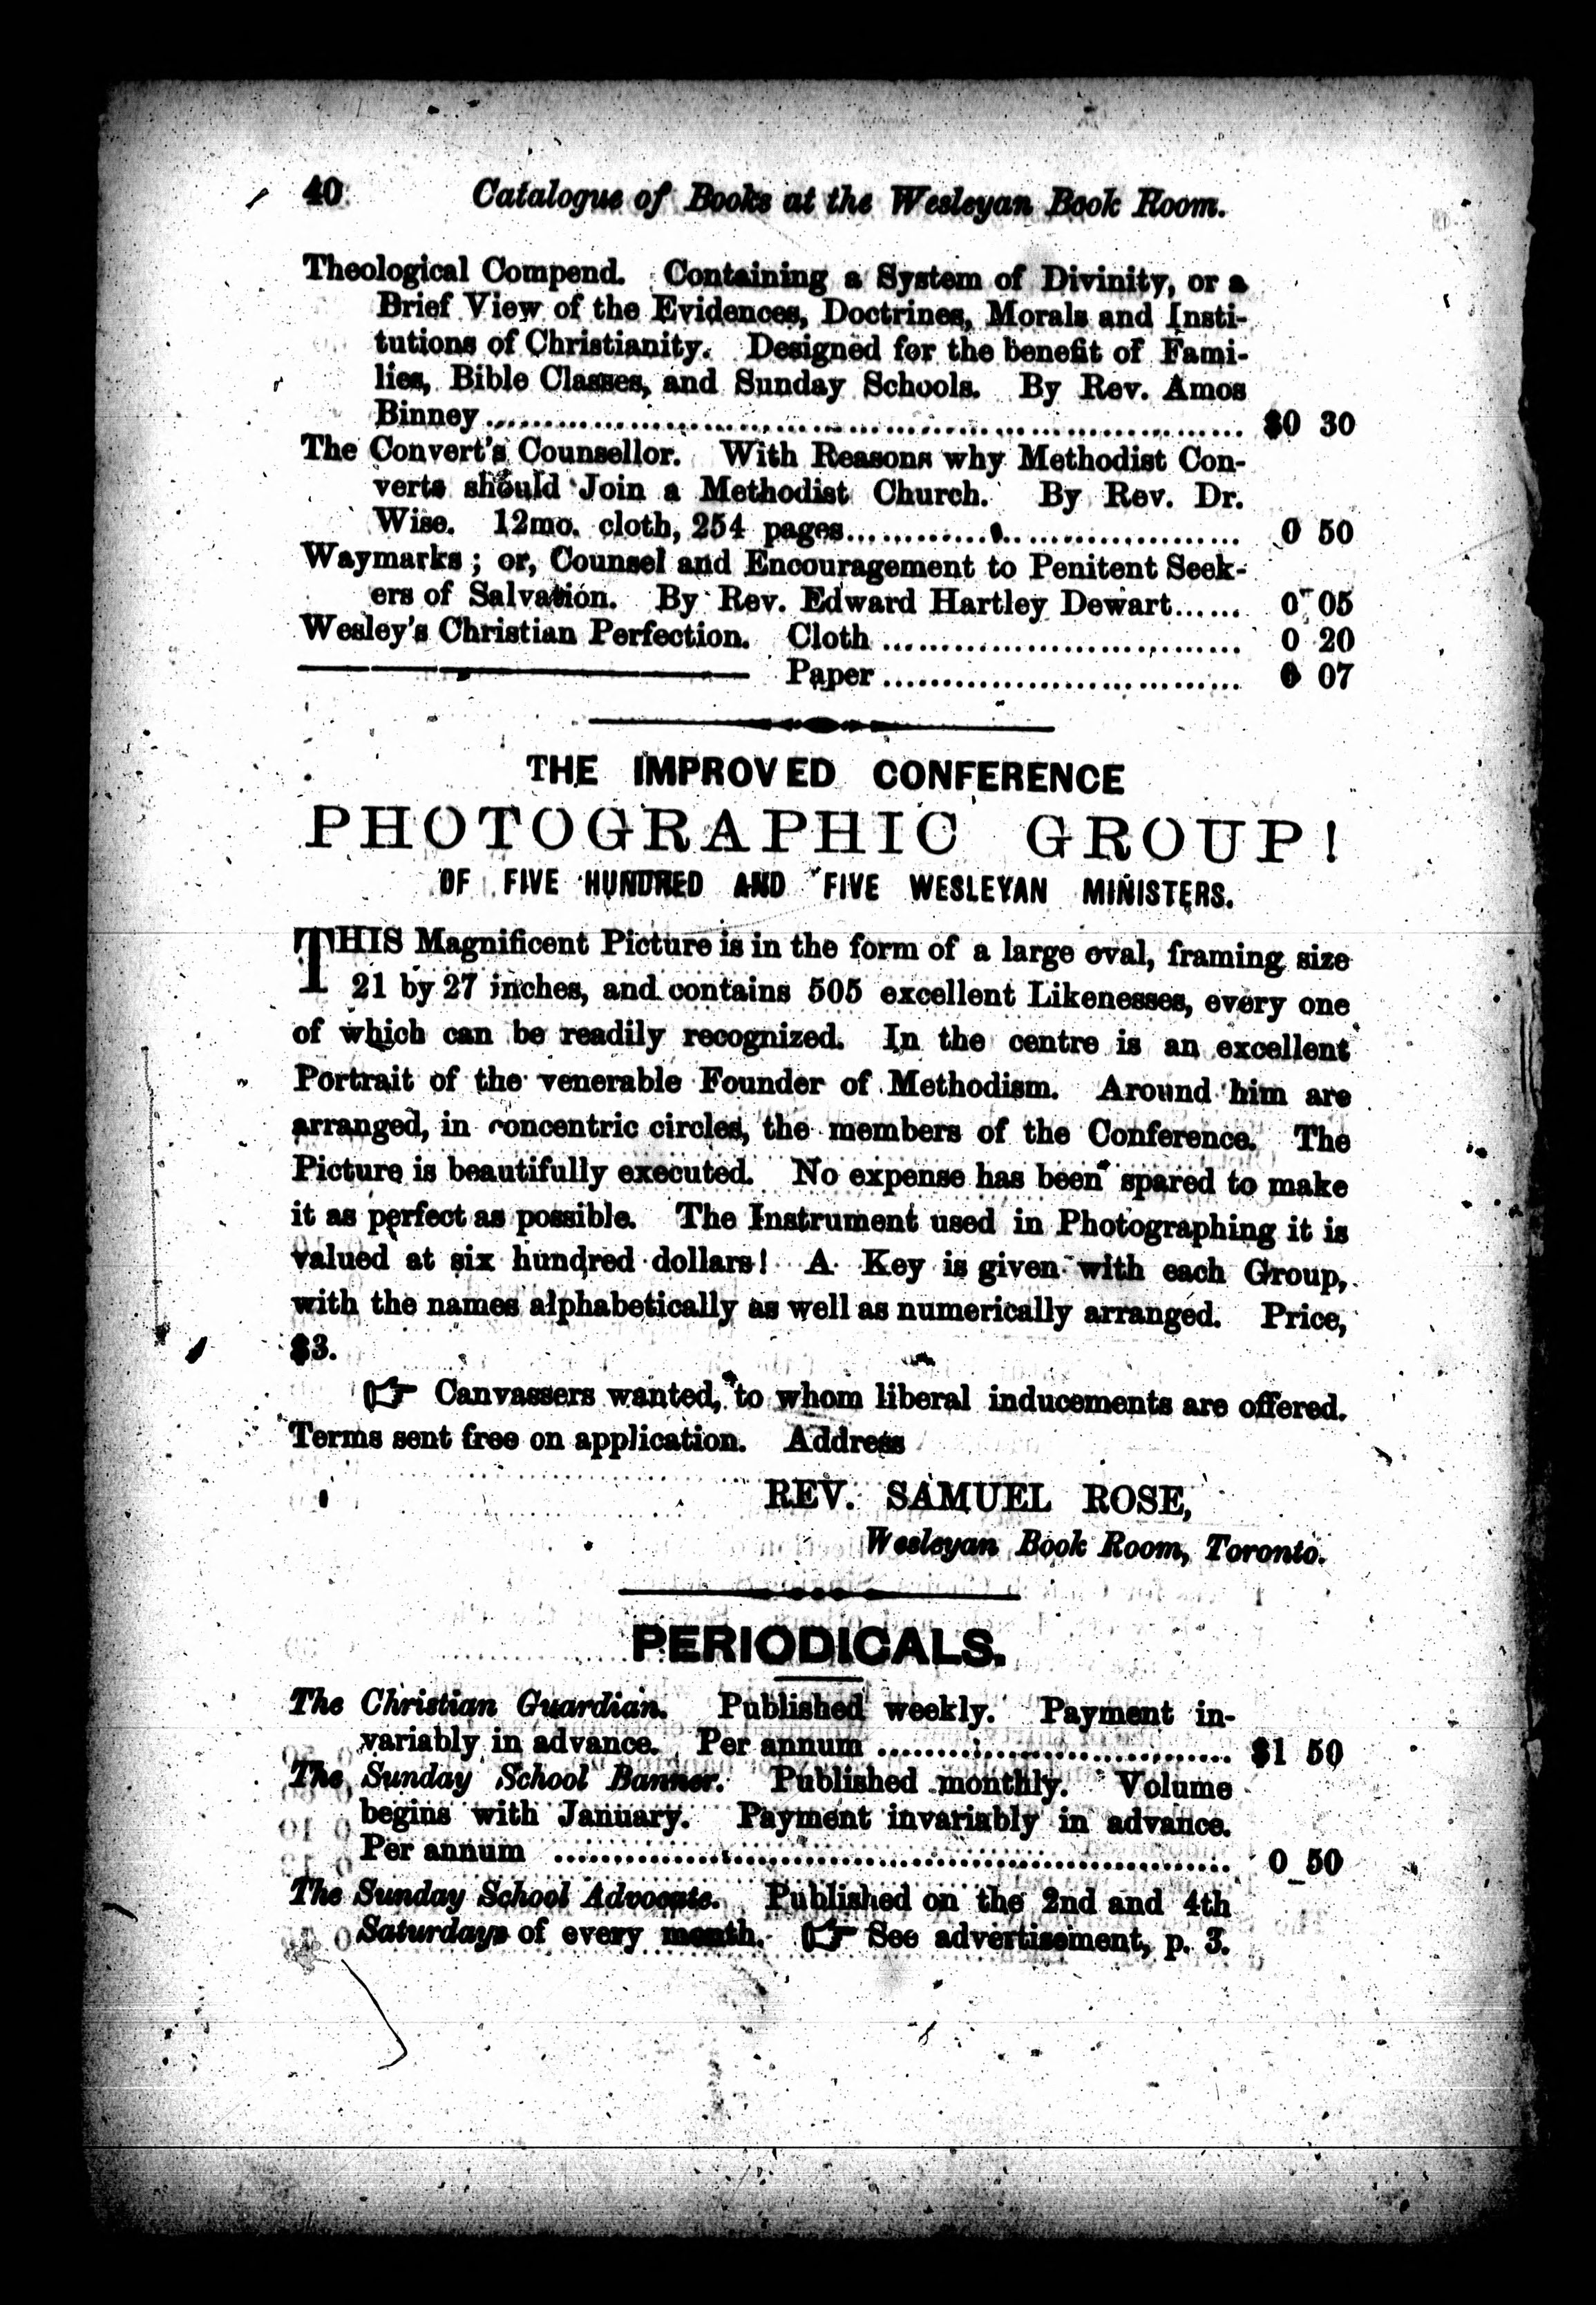 40 Catalogue of Books at the Wesleyan Book Room.
Theological Compend. Containing a System of Divinity, or a
Brief View of the Evidences, Doctrines, Morals and Insti-
tutions of Christianity. Designed for the benefit of Fami-
lies, Bible Classes, and Sunday Schools. By Rev. Amos
Binney ........................ $0 30
The Convert's Counsellor. With Reasons why Methodist Con-
verts should Join a Methodist Church. By Rev. Dr.
Wise. 12mo. cloth, 254 pages........................ 0 50
Waymarks; or, Counsel and Encouragement to Penitent Seek-
ers of Salvation. By Rev. Edward Hartley Dewart...... 0 05
Wesley's Christian Perfection. Cloth ........................ 0 20
———— Paper ........................ 0 07
THE IMPROVED CONFERENCE
PHOTOGRAPHIC GROUP!
OF FIVE HUNDRED AND FIVE WESLEYAN MINISTERS.
THIS Magnificent Picture is in the form of a large oval, framing size
21 by 27 inches, and contains 505 excellent Likenesses, every one
of which can be readily recognized. In the centre is an excellent
Portrait of the venerable Founder of Methodism. Around him are
arranged, in concentric circles, the members of the Conference. The
Picture is beautifully executed. No expense has been spared to make
it as perfect as possible. The Instrument used in Photographing it is
valued at six hundred dollars! A Key is given with each Group,
with the names alphabetically as well as numerically arranged. Price,
$3.
☞ Canvassers wanted, to whom liberal inducements are offered.
Terms sent free on application. Address
REV. SAMUEL ROSE,
Wesleyan Book Room, Toronto.
PERIODICALS.
The Christian Guardian. Published weekly. Payment in-
variably in advance. Per annum ........................ $1 50
The Sunday School Banner. Published monthly. Volume
begins with January. Payment invariably in advance.
Per annum ........................ 0 50
The Sunday School Advocate. Published on the 2nd and 4th
Saturdays of every month. ☞ See advertisement, p. 3.